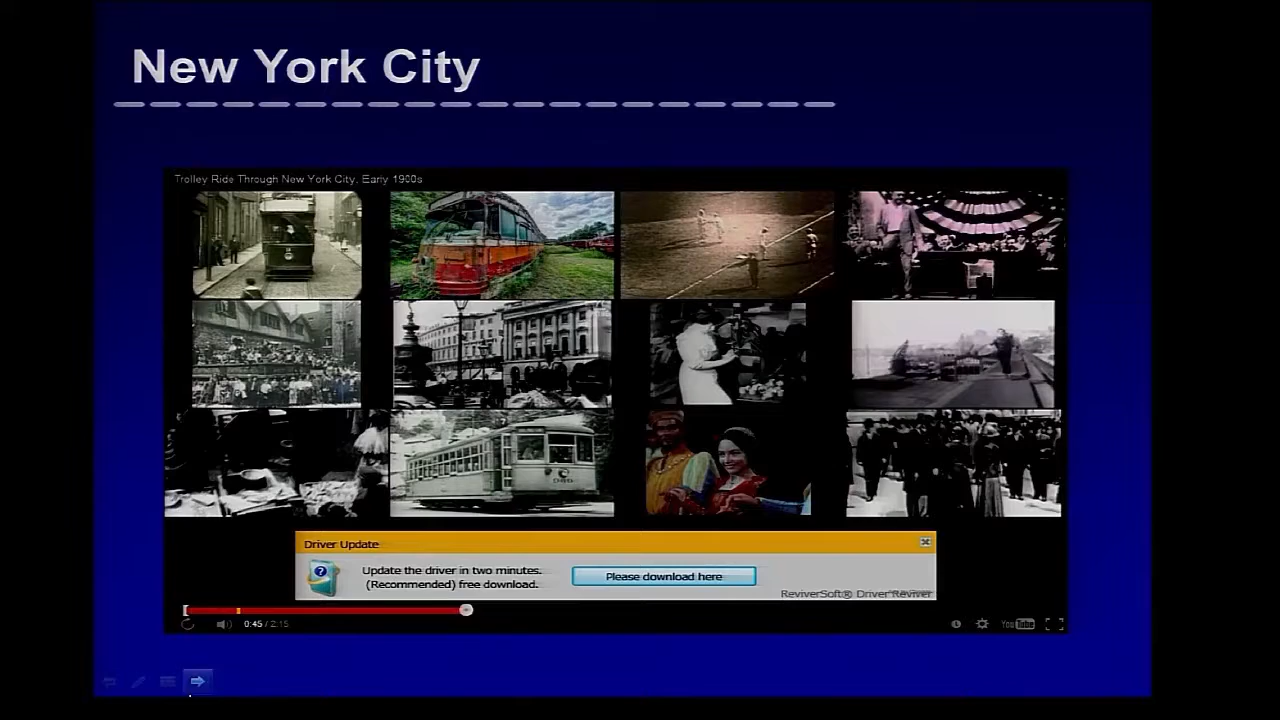 New York City
Trolley Ride Through New York City, Early 1900s
Driver Update
Update the driver in two minutes.
(Recommended) free download.
Please download here
ReviverSoft® Driver Reviver
0:45 / 2:15
YouTube